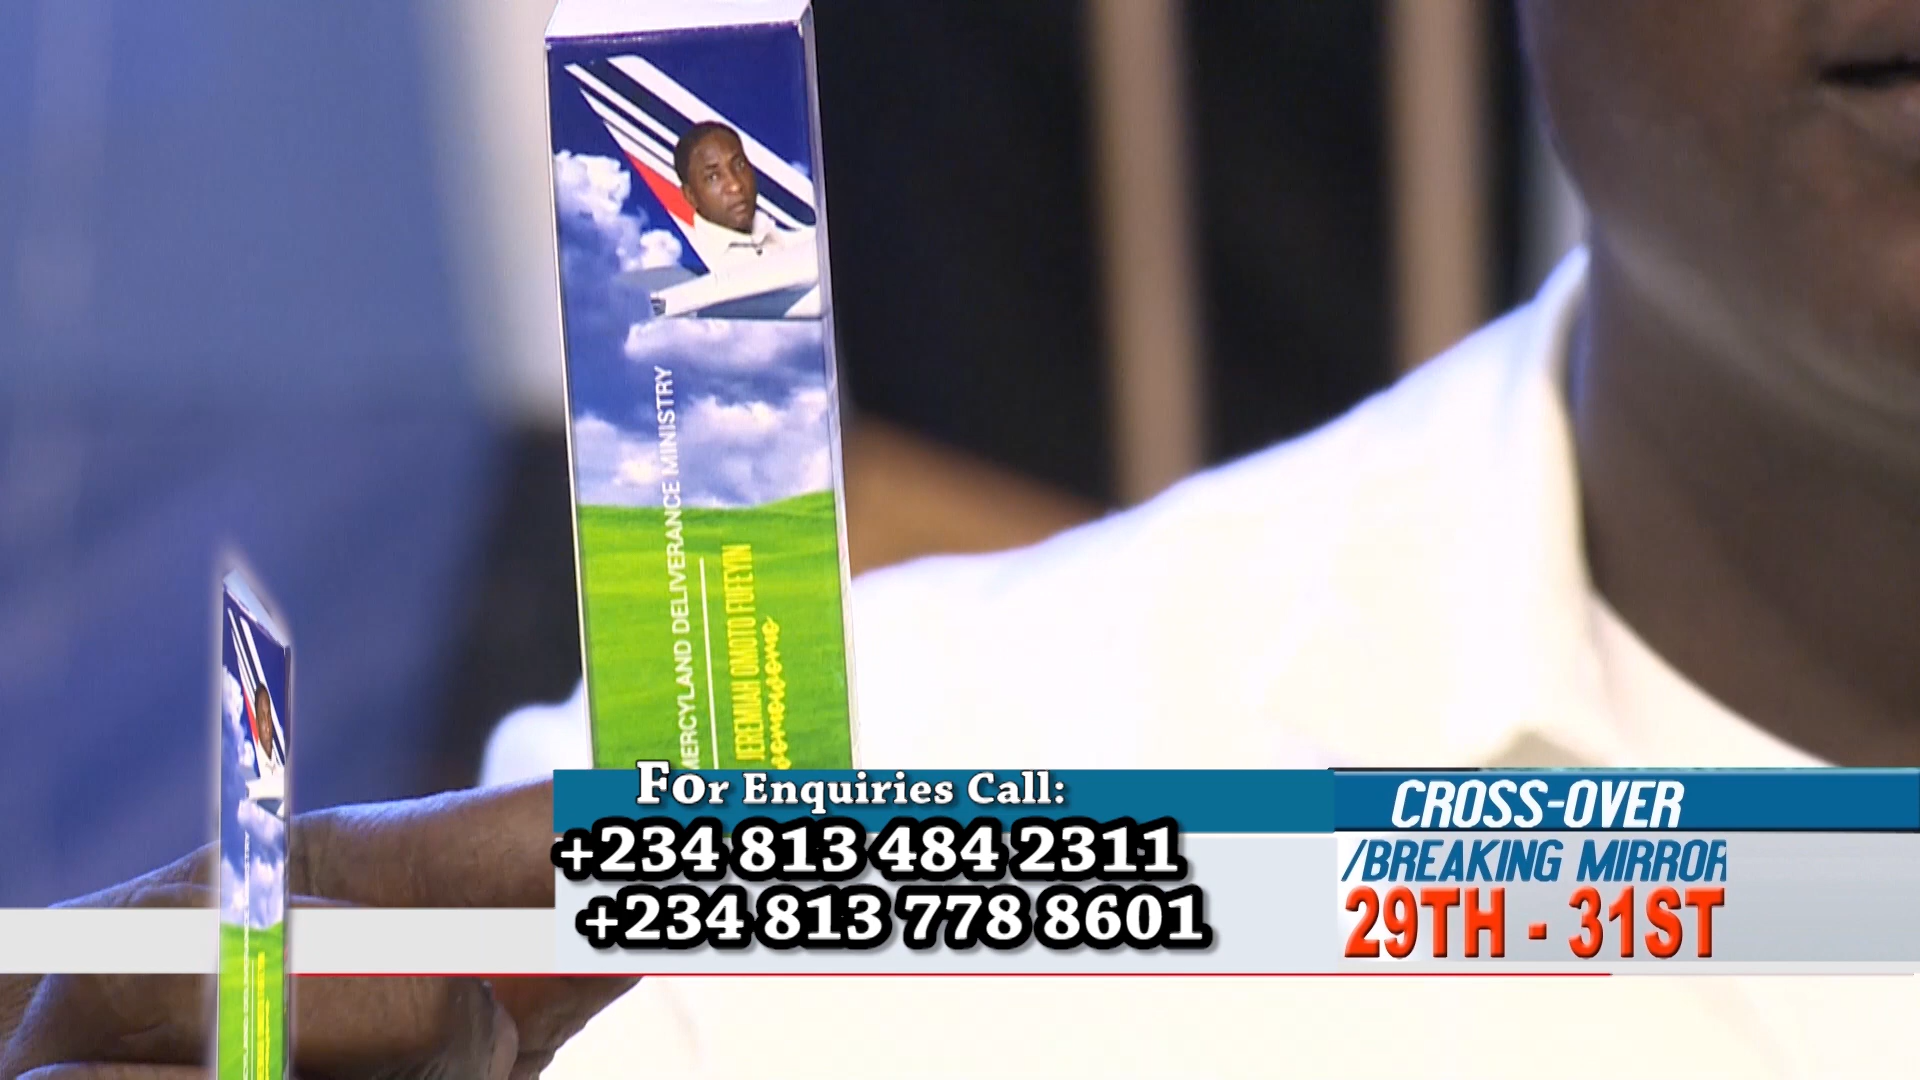 MERCYLAND DELIVERANCE MINISTRY
JEREMIAH OMOTO FUFEYIN
For Enquiries Call:
+234 813 484 2311
+234 813 778 8601
CROSS-OVER
/BREAKING MIRROR
29TH - 31ST